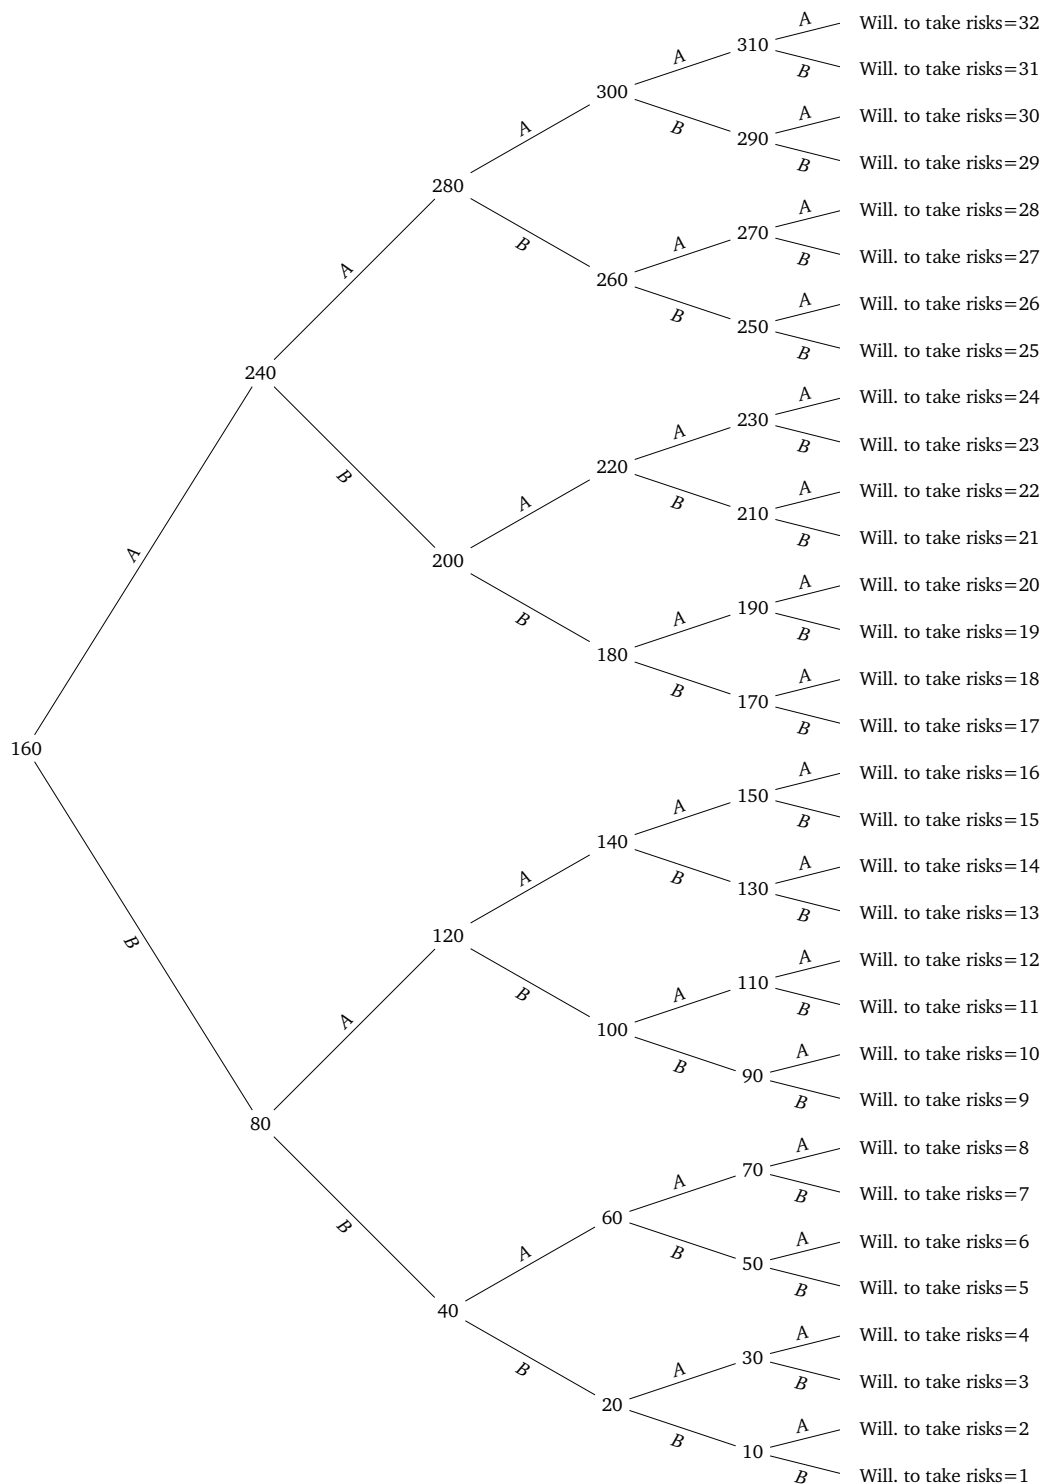 A
Will. to take risks=32
310
A
B
Will. to take risks=31
300
A
Will. to take risks=30
B
290
A
B
Will. to take risks=29
280
A
Will. to take risks=28
B
A
270
B
Will. to take risks=27
260
A
Will. to take risks=26
A
B
250
B
Will. to take risks=25
240
A
Will. to take risks=24
A
230
B
Will. to take risks=23
220
B
A
A
Will. to take risks=22
B
210
B
Will. to take risks=21
200
A
Will. to take risks=20
B
A
190
B
Will. to take risks=19
180
A
Will. to take risks=18
B
170
A
B
Will. to take risks=17
160
A
Will. to take risks=16
A
150
B
Will. to take risks=15
140
A
Will. to take risks=14
A
B
130
B
Will. to take risks=13
120
B
A
Will. to take risks=12
B
A
110
B
Will. to take risks=11
100
A
A
Will. to take risks=10
B
90
B
Will. to take risks=9
80
A
Will. to take risks=8
A
70
B
Will. to take risks=7
60
B
A
A
Will. to take risks=6
B
50
B
Will. to take risks=5
40
A
Will. to take risks=4
B
A
30
B
Will. to take risks=3
20
A
Will. to take risks=2
B
10
B
Will. to take risks=1